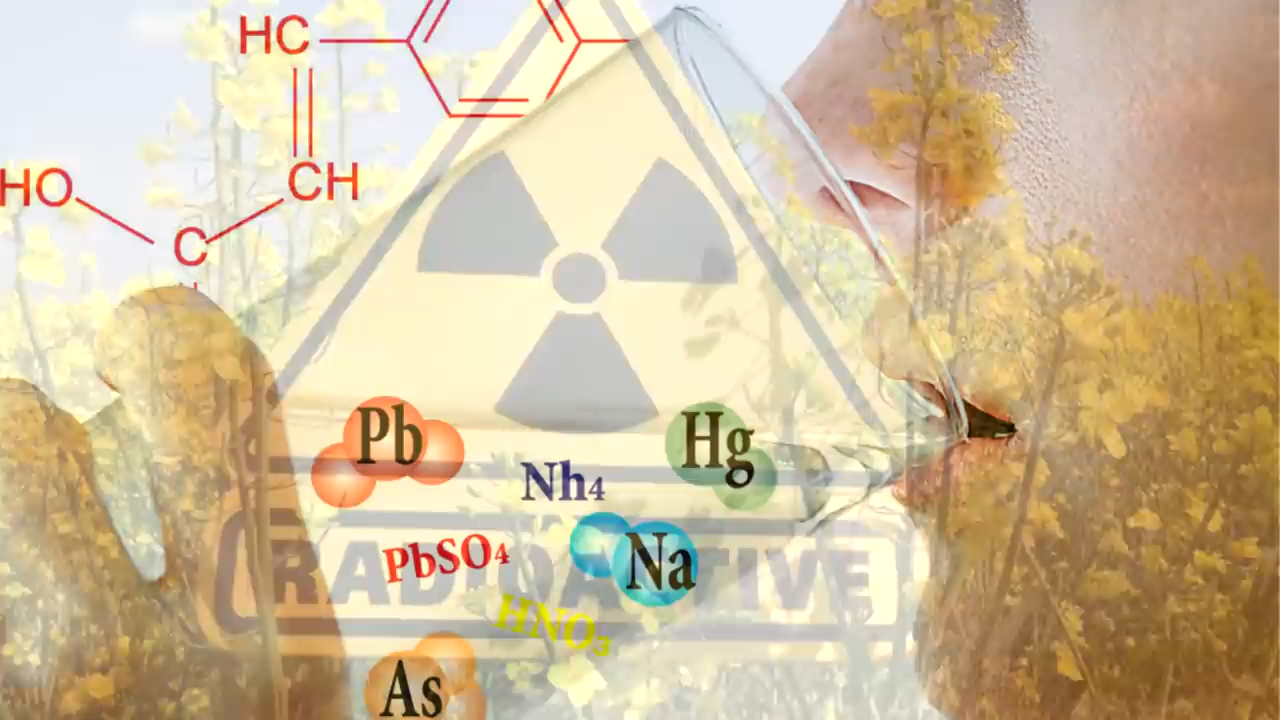 HC
CH
HO
C
Pb
Hg
Nh₄
PbSO₄
Na
RADIOACTIVE
HNO₃
As